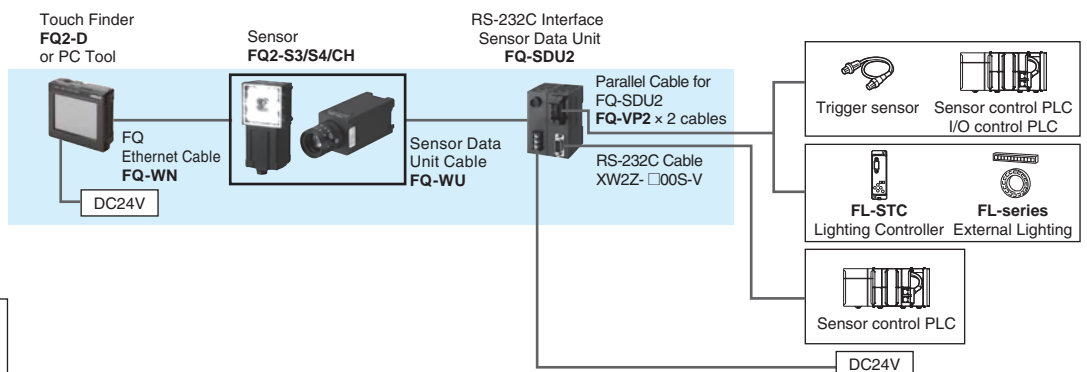 Touch Finder
FQ2-D
or PC Tool
Sensor
FQ2-S3/S4/CH
RS-232C Interface
Sensor Data Unit
FQ-SDU2
FQ
Ethernet Cable
FQ-WN
DC24V
Sensor Data
Unit Cable
FQ-WU
Parallel Cable for
FQ-SDU2
FQ-VP2 × 2 cables
RS-232C Cable
XW2Z- □00S-V
Trigger sensor
Sensor control PLC
I/O control PLC
FL-STC
Lighting Controller
FL-series
External Lighting
Sensor control PLC
DC24V